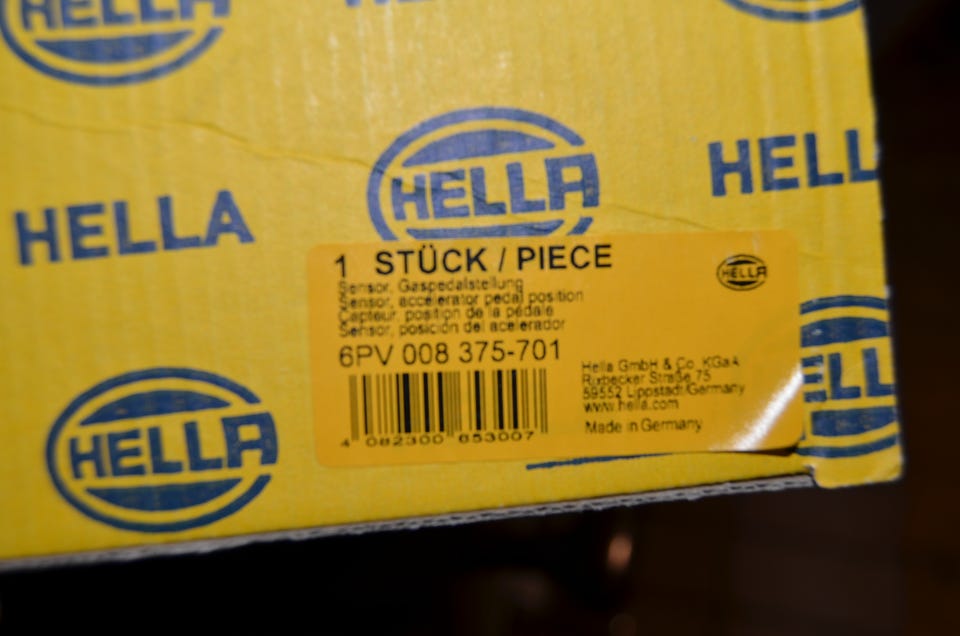 HELLA
HELLA
HELLA
HELLA
1 STÜCK / PIECE
HELLA
Sensor, Gaspedalstellung
Sensor, accelerator pedal position
Capteur, position de la pédale
Sensor, posición del acelerador
6PV 008 375-701
Hella GmbH & Co. KGaA
Rixbecker Straße 75
59552 Lippstadt/Germany
www.hella.com
Made in Germany
4 082300 653007
HELLA
ELL